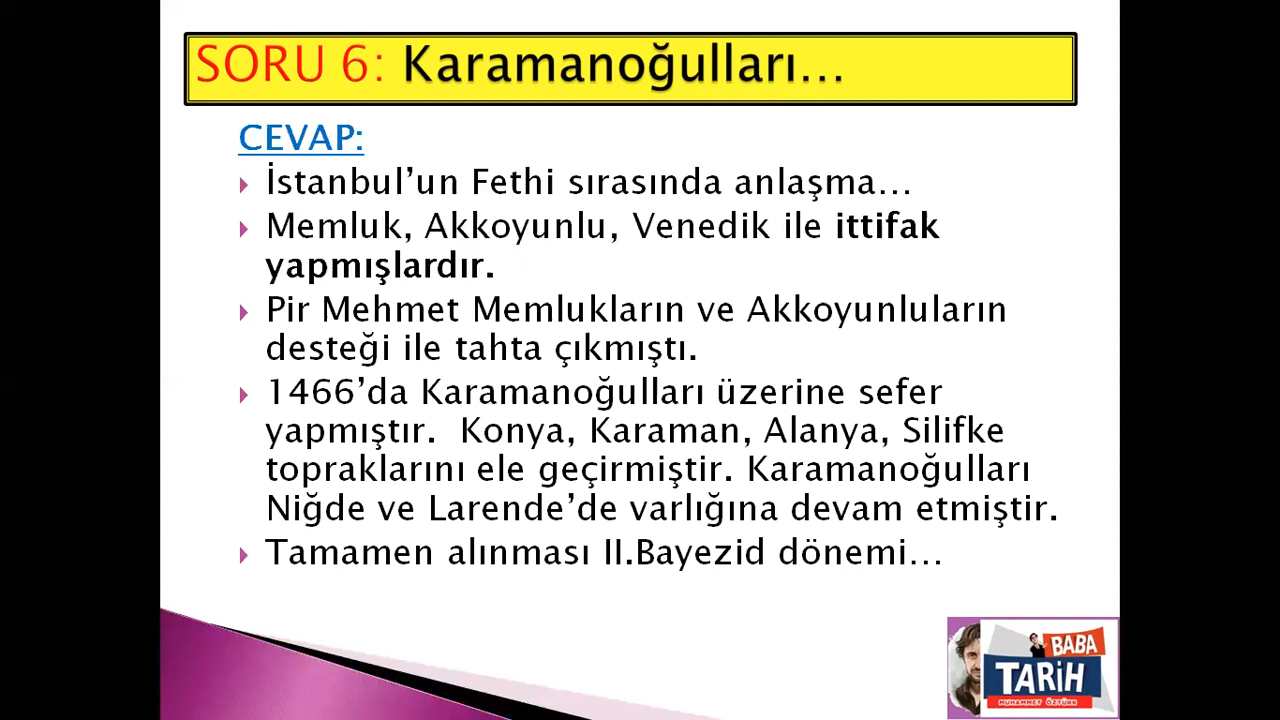 SORU 6: Karamanoğulları...
CEVAP:
İstanbul’un Fethi sırasında anlaşma...
Memluk, Akkoyunlu, Venedik ile ittifak
yapmışlardır.
Pir Mehmet Memlukların ve Akkoyunluların
desteği ile tahta çıkmıştı.
1466’da Karamanoğulları üzerine sefer
yapmıştır. Konya, Karaman, Alanya, Silifke
topraklarını ele geçirmiştir. Karamanoğulları
Niğde ve Larende’de varlığına devam etmiştir.
Tamamen alınması II.Bayezid dönemi...
BABA
TARİH
MUHAMMET ÖZTÜRK